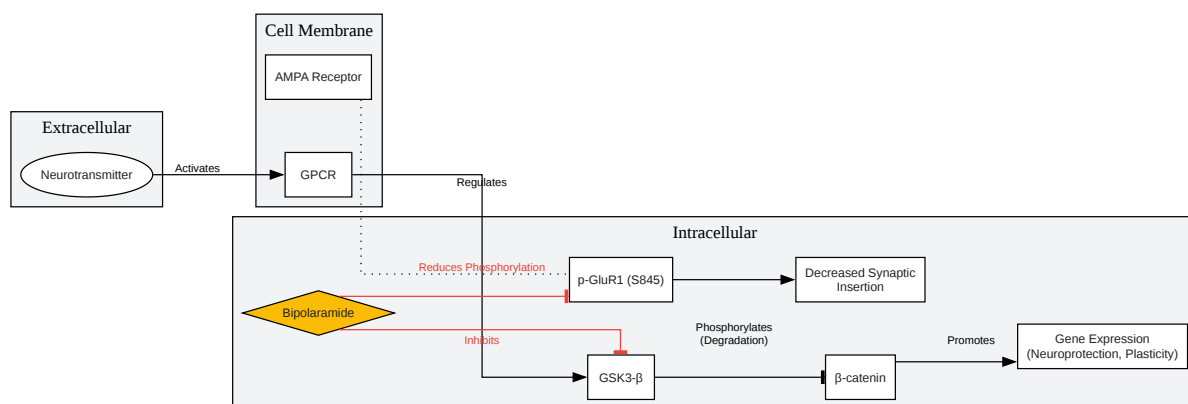 Cell Membrane
AMPA Receptor
Extracellular
Neurotransmitter
Activates
GPCR
Regulates
Intracellular
Reduces Phosphorylation
p-GluR1 (S845)
Decreased Synaptic
Insertion
Bipolaramide
Inhibits
Phosphorylates
(Degradation)
Promotes
Gene Expression
(Neuroprotection, Plasticity)
GSK3-β
β-catenin